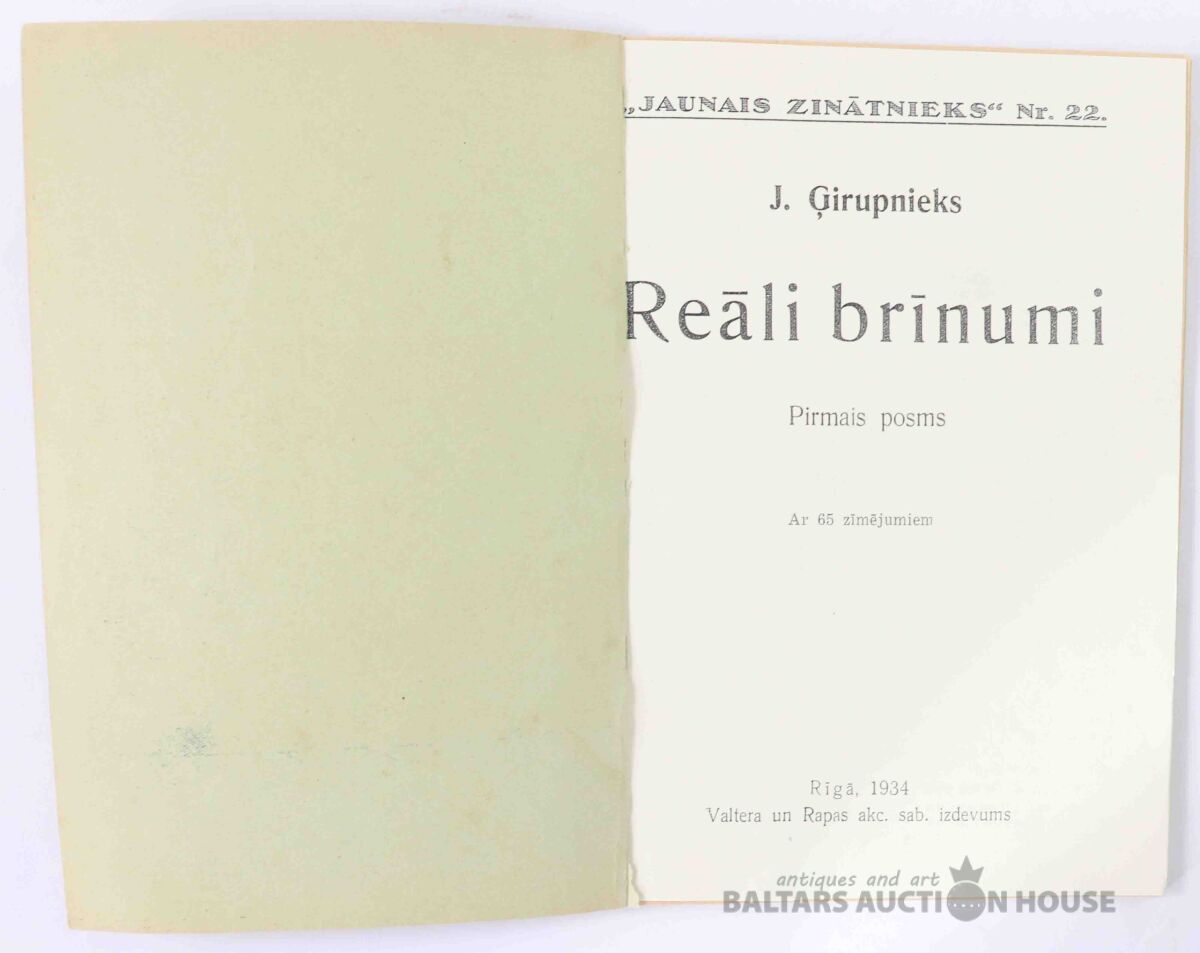 „JAUNAIS ZINĀTNIEKS“ Nr. 22.
J. Ģirupnieks
Reāli brīnumi
Pirmais posms
Ar 65 zīmējumiem
Rīgā, 1934
Valtera un Rapas akc. sab. izdevums
antiques and art
BALTARS AUCTION HOUSE